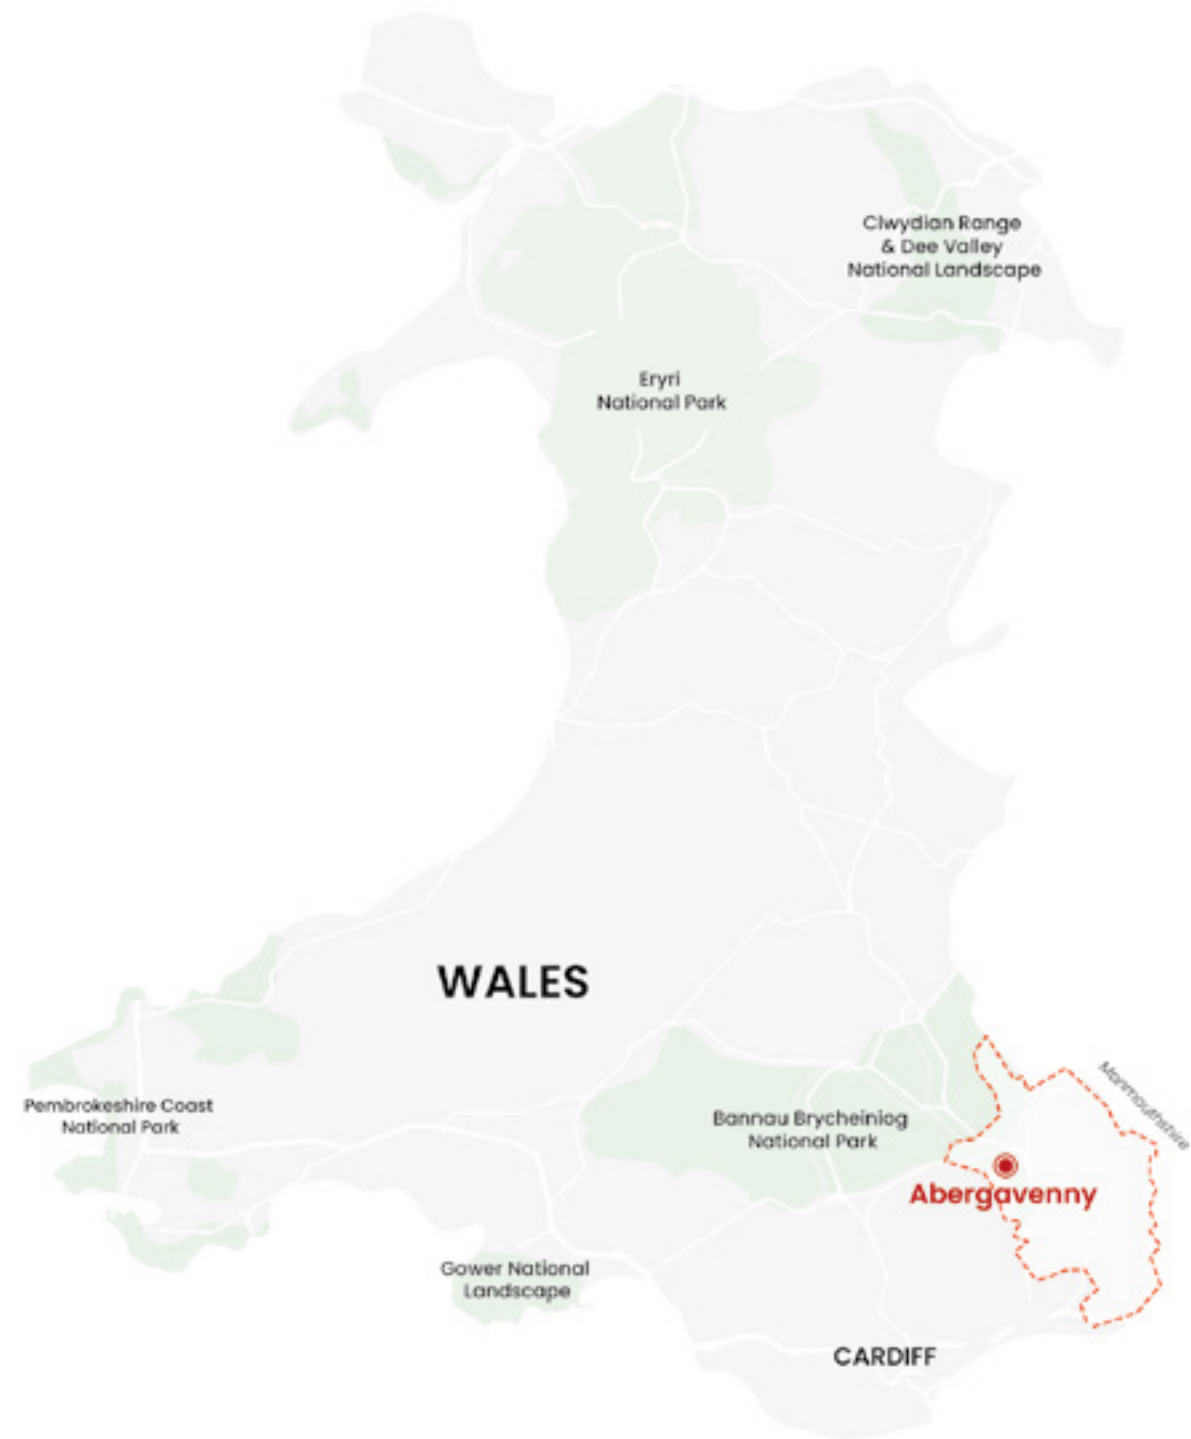 Clwydian Range
& Dee Valley
National Landscape
Eryri
National Park
WALES
Monmouthshire
Pembrokeshire Coast
National Park
Bannau Brycheiniog
National Park
Abergavenny
Gower National
Landscape
CARDIFF